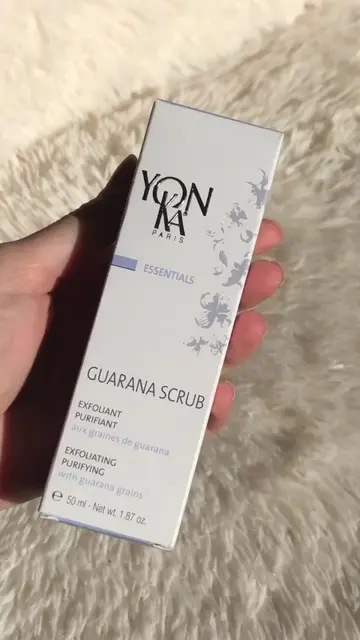 YON
KA
PARIS
ESSENTIALS
GUARANA SCRUB
EXFOLIANT
PURIFIANT
aux graines de guarana
EXFOLIATING
PURIFYING
with guarana grains
e 50 ml - Net wt. 1.87 oz.